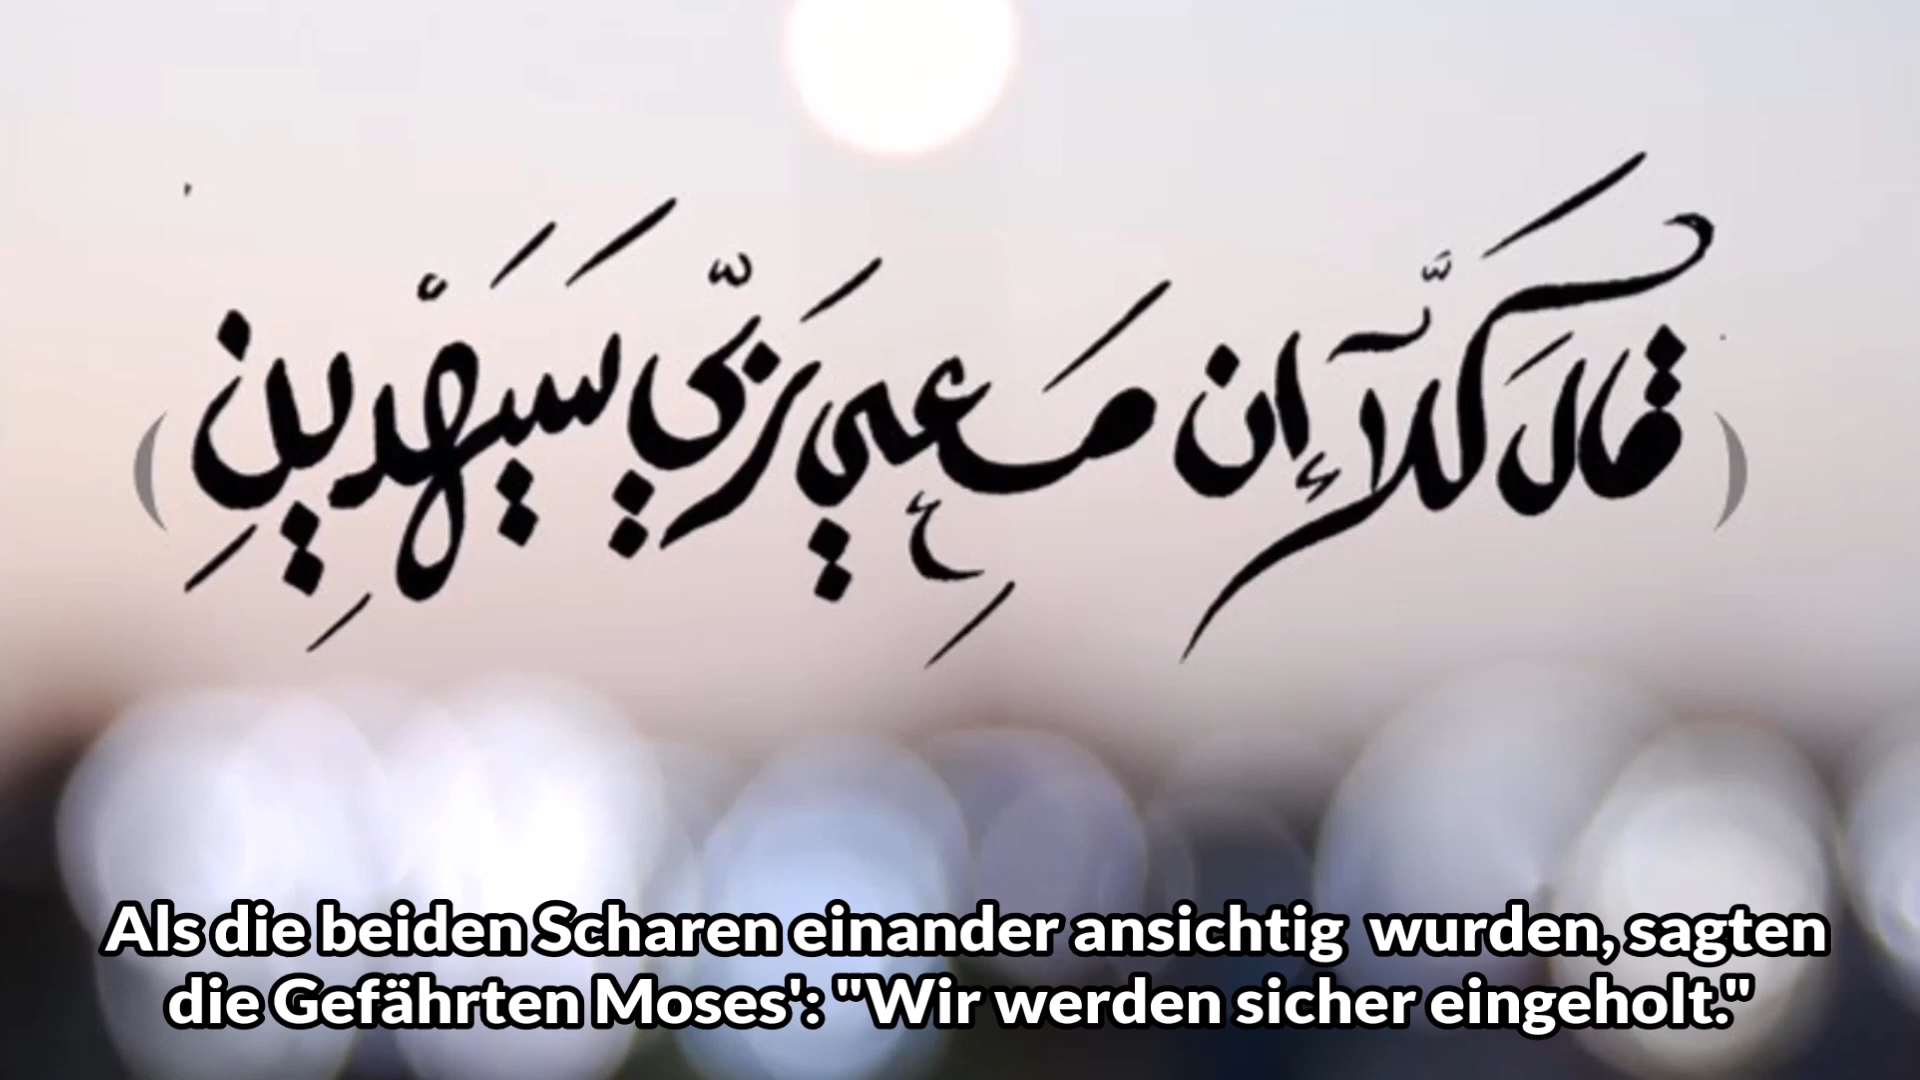 (قَالَ كَلَّآ إِن مَعِي رَبّي سَيَهْدِينِ)
Als die beiden Scharen einander ansichtig wurden, sagten
die Gefährten Moses': "Wir werden sicher eingeholt."